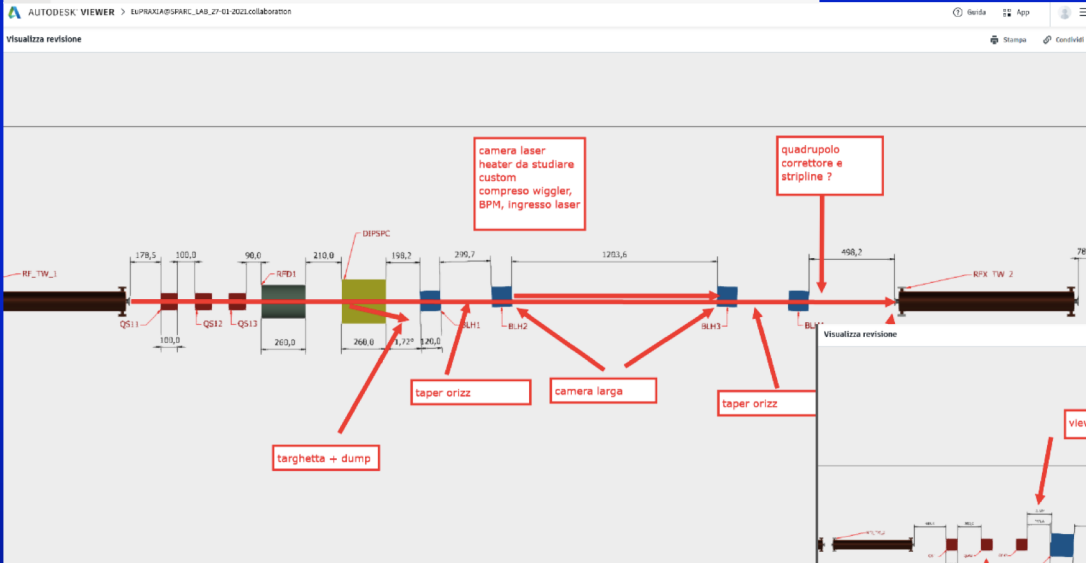 AUTODESK VIEWER > EuPRAXIA@SPARC_LAB_27-01-2021.collaboration
Guida
App
Visualizza revisione
Stampa
Condividi
camera laser
heater da studiare
custom
compreso wiggler,
BPM, ingresso laser
quadrupolo
correttore e
stripline ?
DIPSPC
178,5
100,0
90,0
210,0
198,2
299,7
1203,6
498,2
RF_TW_1
RFD1
RFX_TW_2
QS11
QS12
QS13
BLH1
BLH2
BLH3
100,0
260,0
260,0
1,72°
120,0
Visualizza revisione
taper orizz
camera larga
taper orizz
targhetta + dump